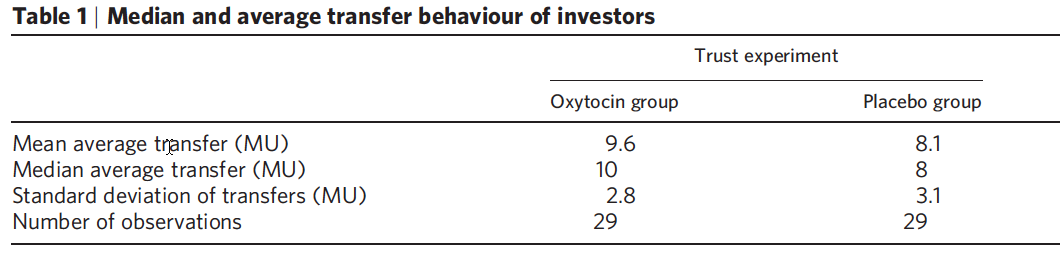 Table 1 | Median and average transfer behaviour of investors
Trust experiment
Oxytocin group Placebo group
Mean average transfer (MU) 9.6 8.1
Median average transfer (MU) 10 8
Standard deviation of transfers (MU) 2.8 3.1
Number of observations 29 29